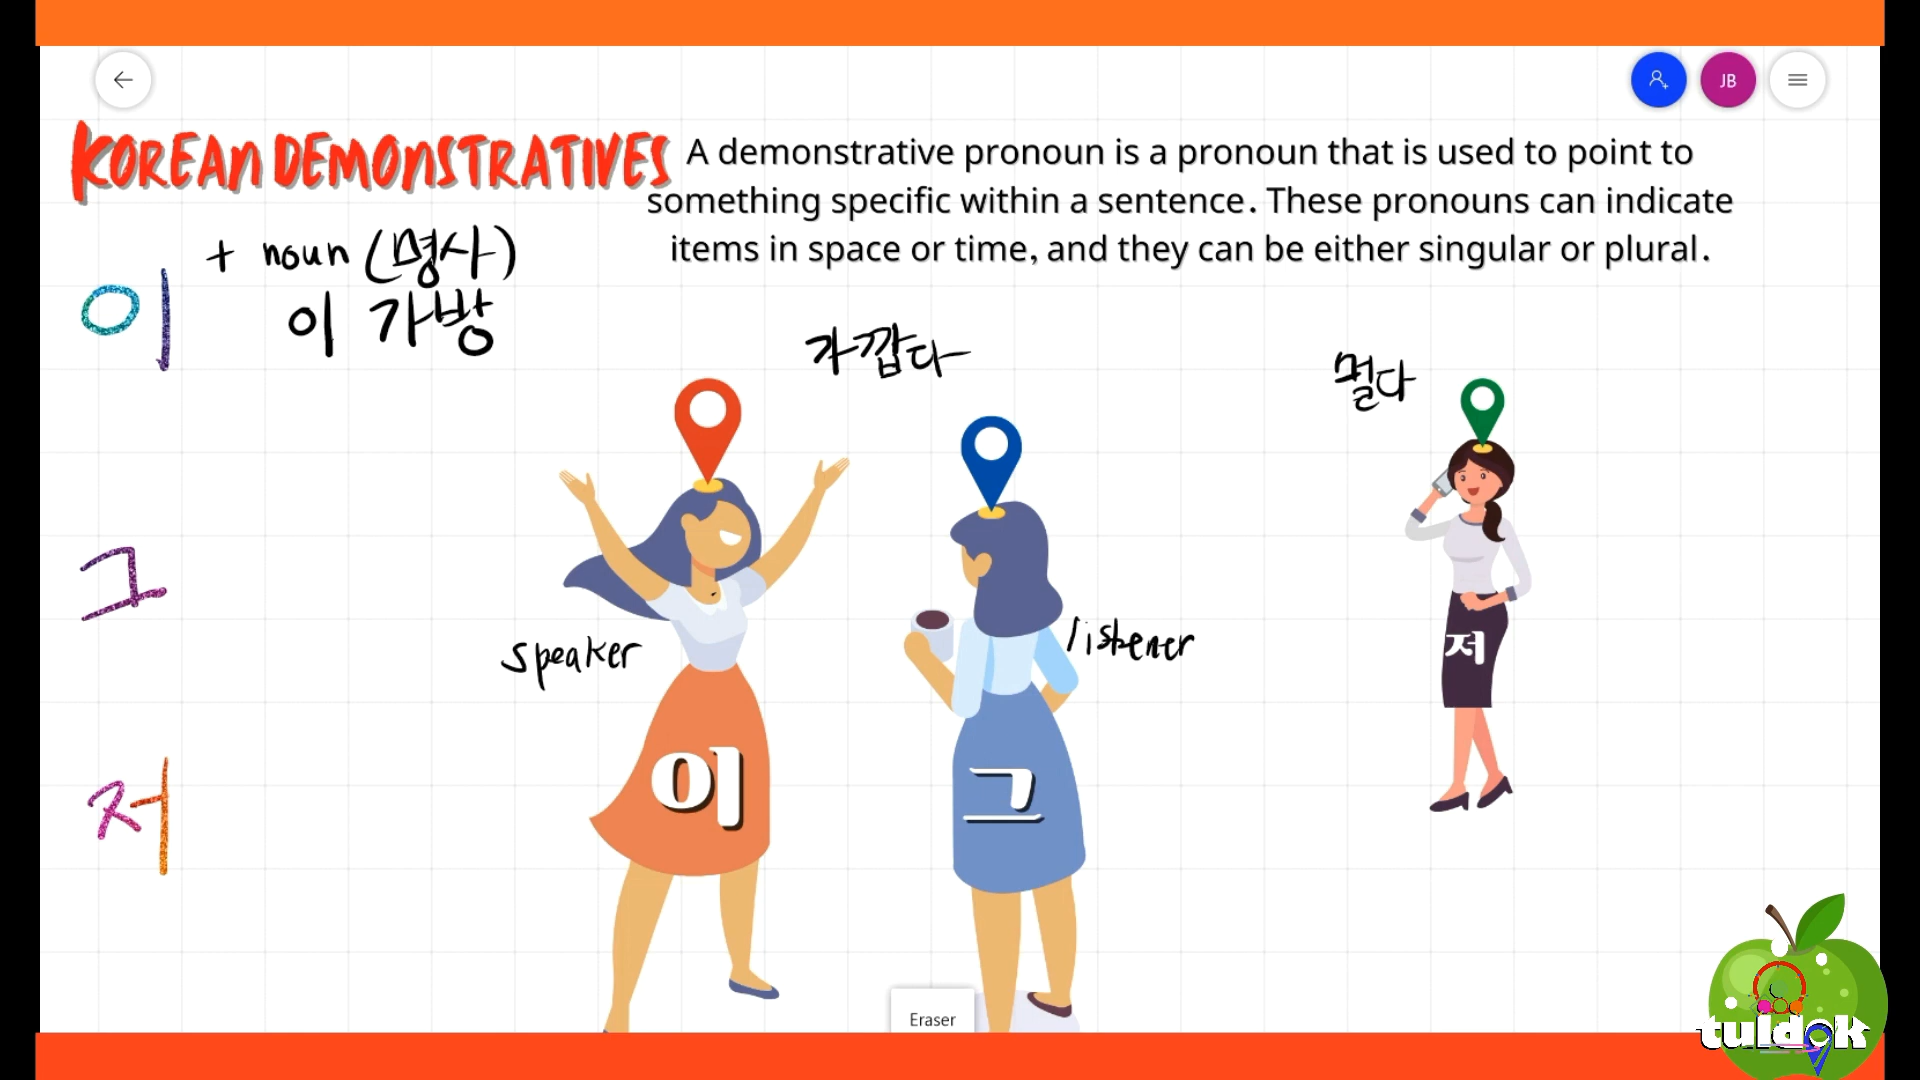 JB
KOREAN DEMONSTRATIVES
A demonstrative pronoun is a pronoun that is used to point to
something specific within a sentence. These pronouns can indicate
items in space or time, and they can be either singular or plural.
+ noun (명사)
이
이 가방
가깝다
멀다
그
speaker
listener
저
저
이
그
Eraser
tuldok